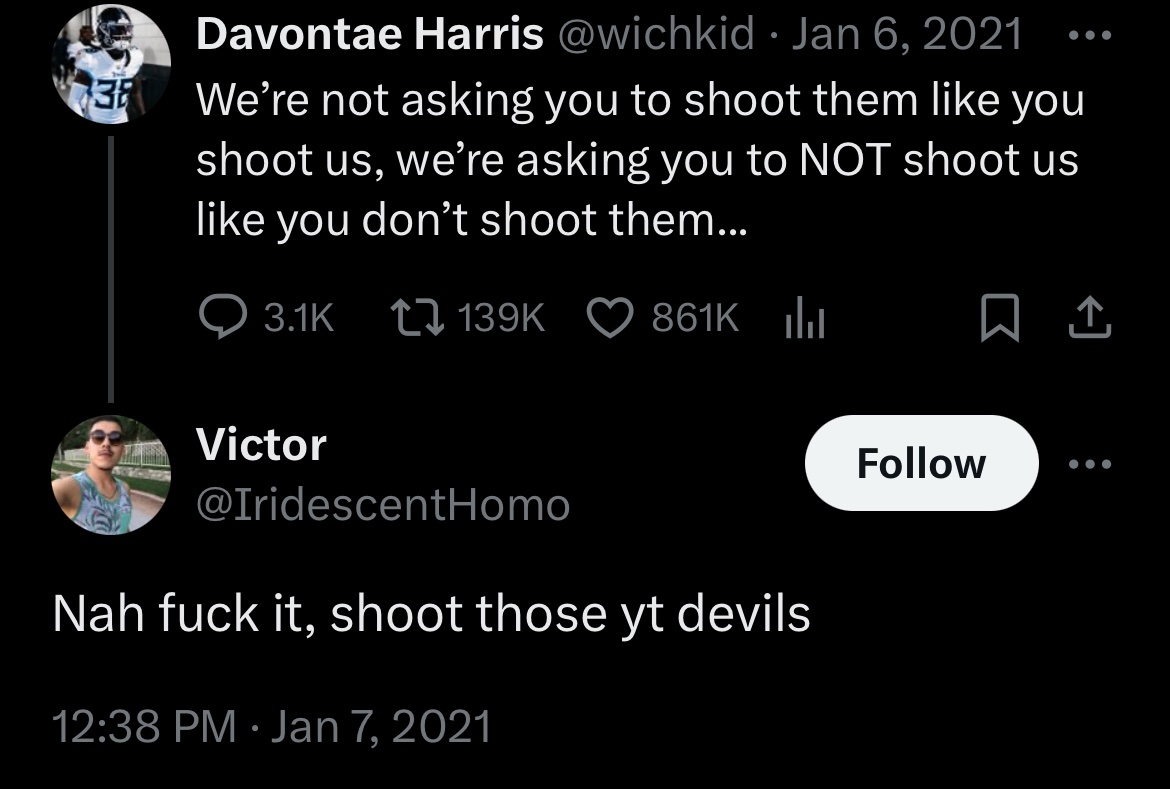 Davontae Harris @wichkid · Jan 6, 2021
We’re not asking you to shoot them like you
shoot us, we’re asking you to NOT shoot us
like you don’t shoot them...
3.1K 139K 861K
Victor
@IridescentHomo
Follow
Nah fuck it, shoot those yt devils
12:38 PM · Jan 7, 2021